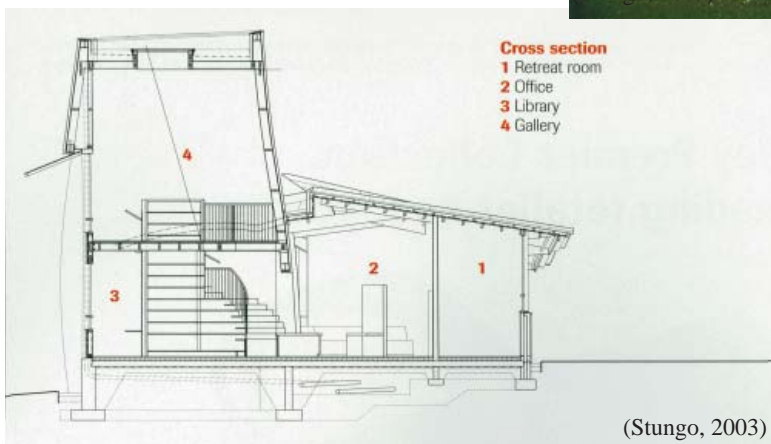 Cross section
1 Retreat room
2 Office
3 Library
4 Gallery
4
3
2
1
(Stungo, 2003)